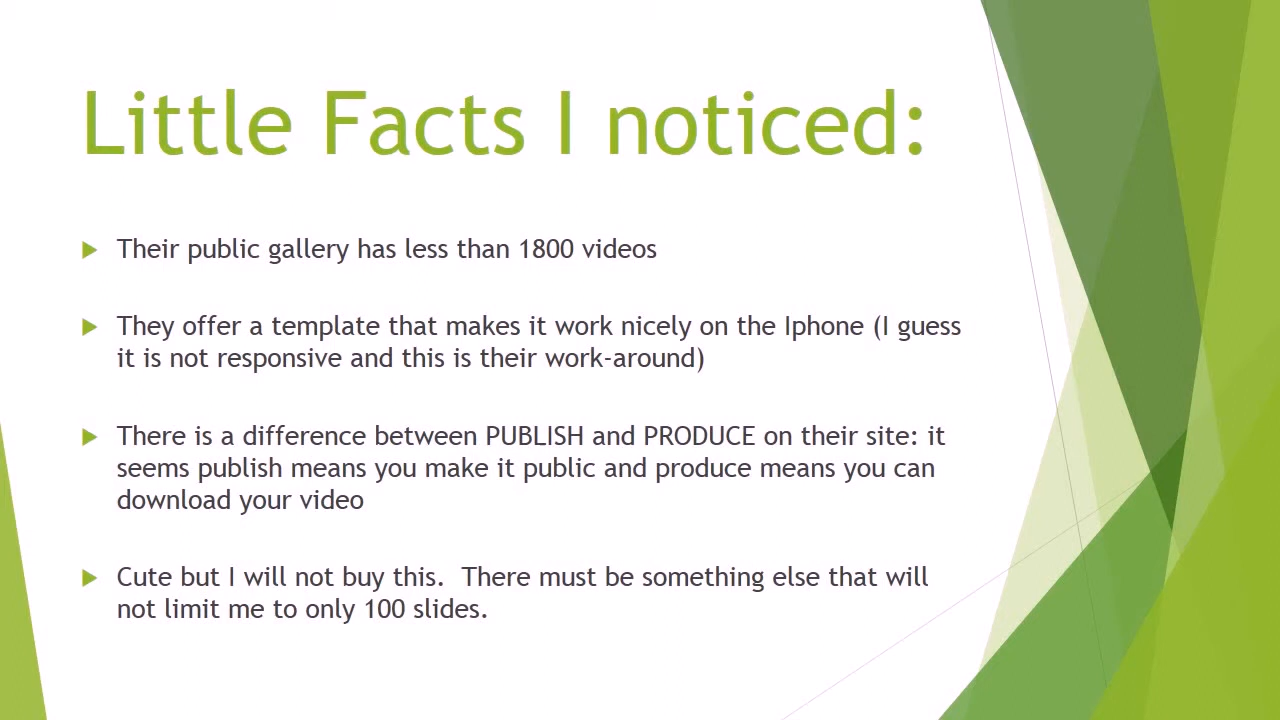 Little Facts I noticed:
Their public gallery has less than 1800 videos
They offer a template that makes it work nicely on the Iphone (I guess
it is not responsive and this is their work-around)
There is a difference between PUBLISH and PRODUCE on their site: it
seems publish means you make it public and produce means you can
download your video
Cute but I will not buy this.  There must be something else that will
not limit me to only 100 slides.